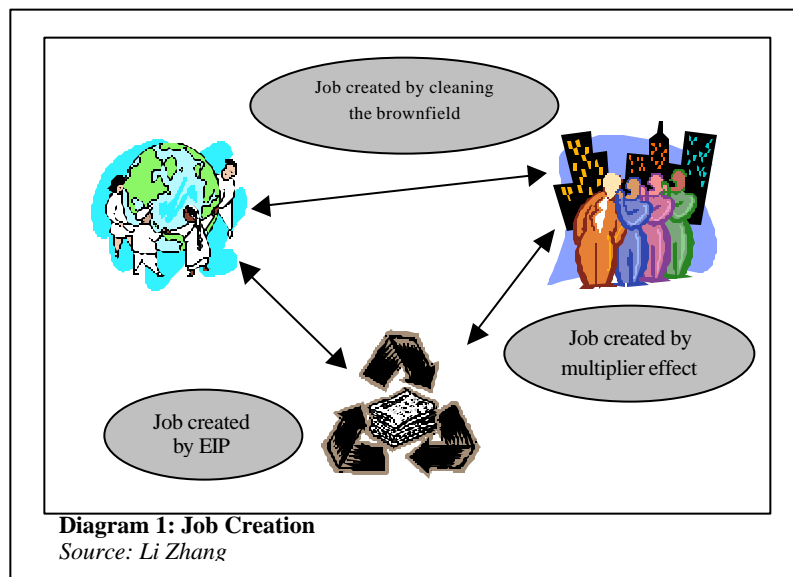 Job created by cleaning
the brownfield
Job created by
multiplier effect
Job created
by EIP
Diagram 1: Job Creation
Source: Li Zhang